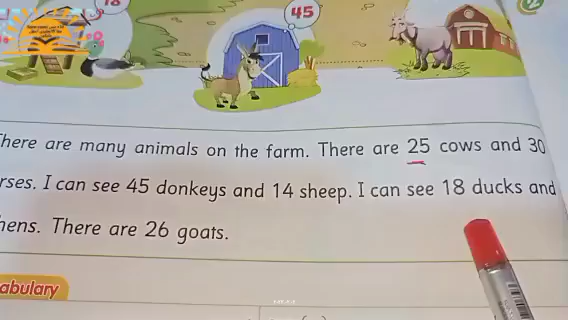 18
45
There are many animals on the farm. There are 25 cows and 30
rses. I can see 45 donkeys and 14 sheep. I can see 18 ducks and
hens. There are 26 goats.
abulary